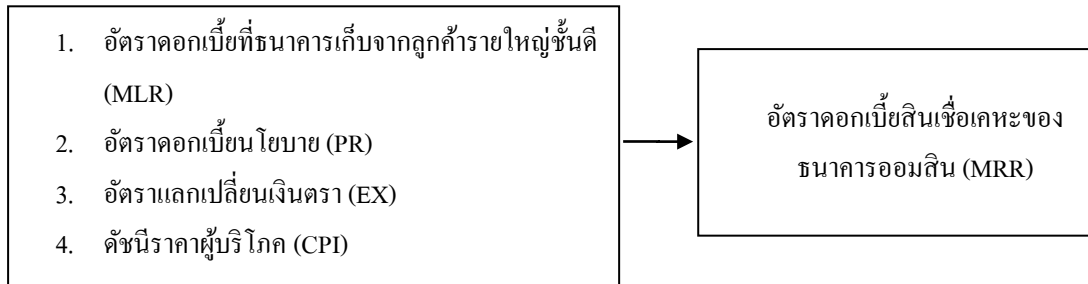 1. อัตราดอกเบี้ยที่ธนาคารเก็บจากลูกค้ารายใหญ่ชั้นดี
(MLR)
2. อัตราดอกเบี้ยนโยบาย (PR)
3. อัตราแลกเปลี่ยนเงินตรา (EX)
4. ดัชนีราคาผู้บริโภค (CPI)
อัตราดอกเบี้ยสินเชื่อเคหะของ
ธนาคารออมสิน (MRR)